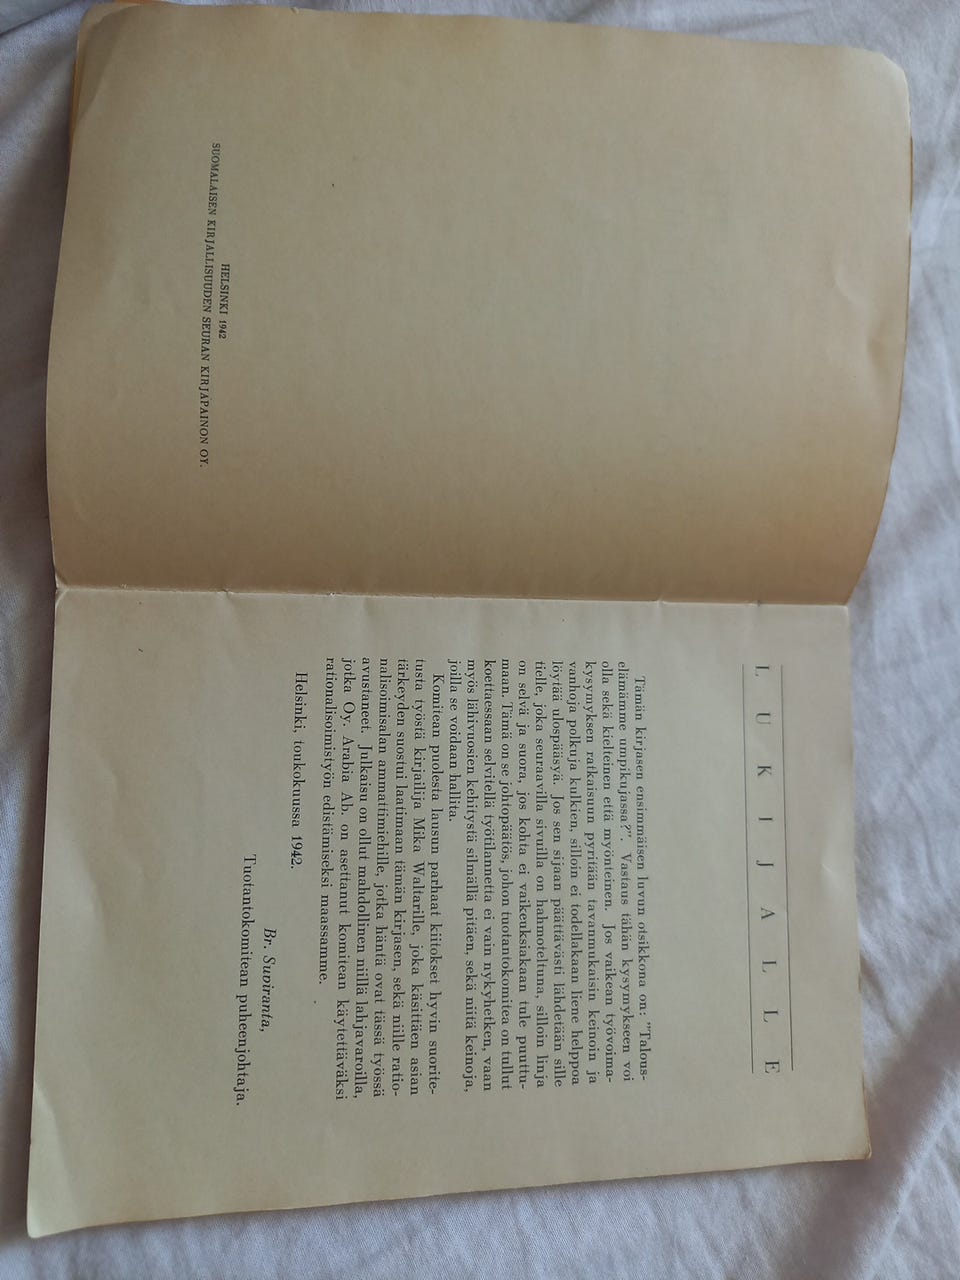 HELSINKI 1942
SUOMALAISEN KIRJALLISUUDEN SEURAN KIRJAPAINON OY.
LUKIJALLE
Tämän kirjasen ensimmäisen luvun otsikkona on: "Talous-
elämämme umpikujassa?". Vastaus tähän kysymykseen voi
olla sekä kielteinen että myönteinen. Jos vaikean työvoima-
kysymyksen ratkaisuun pyritään tavanmukaisin keinoin ja
vanhoja polkuja kulkien, silloin ei todellakaan liene helppoa
löytää ulospääsyä. Jos sen sijaan päättävästi lähdetään sille
tielle, joka seuraavilla sivuilla on hahmoteltuna, silloin linja
on selvä ja suora, jos kohta ei vaikeuksiakaan tule puuttu-
maan. Tämä on se johtopäätös, johon tuotantokomitea on tullut
koettaessaan selvitellä työtilannetta ei vain nykyhetken, vaan
myös lähivuosien kehitystä silmällä pitäen, sekä niitä keinoja,
joilla se voidaan hallita.
Komitean puolesta lausun parhaat kiitokset hyvin suorite-
tusta työstä kirjailija Mika Waltarille, joka käsittäen asian
tärkeyden suostui laatimaan tämän kirjasen, sekä niille ratio-
nalisoimisalan ammattimiehille, jotka häntä ovat tässä työssä
avustaneet. Julkaisu on ollut mahdollinen niillä lahjavaroilla,
jotka Oy. Arabia Ab. on asettanut komitean käytettäväksi
rationalisoimistyön edistämiseksi maassamme.
Helsinki, toukokuussa 1942.
Br. Suviranta,
Tuotantokomitean puheenjohtaja.